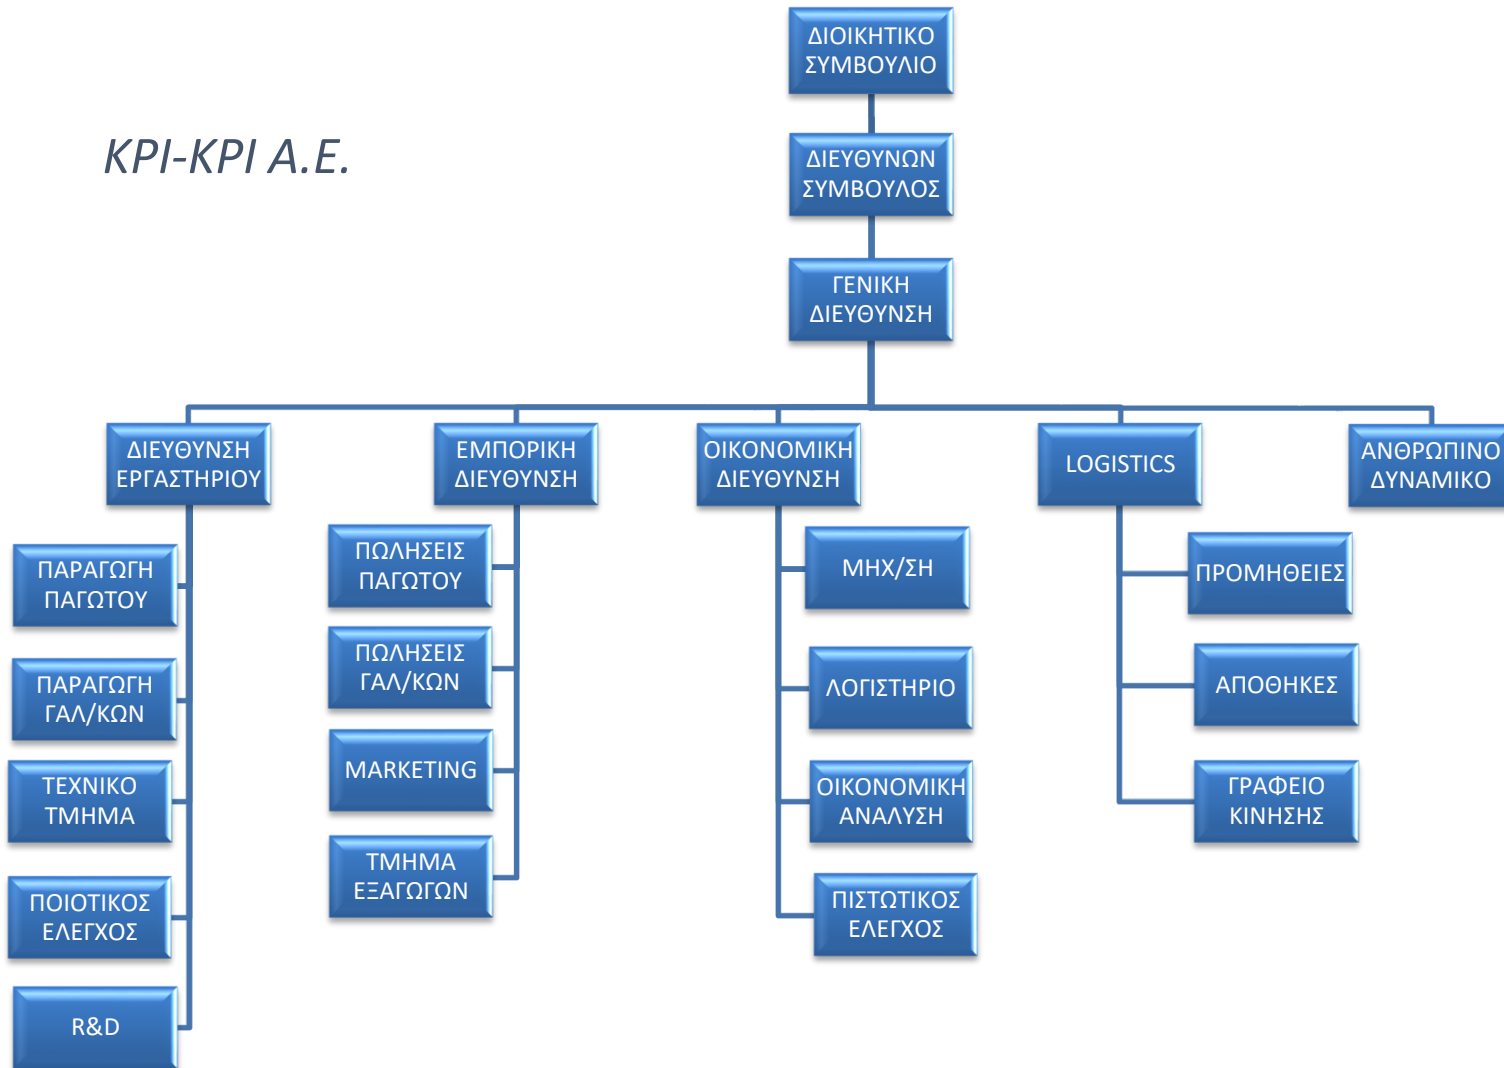 ΔΙΟΙΚΗΤΙΚΟ
ΣΥΜΒΟΥΛΙΟ
ΚΡΙ-ΚΡΙ Α.Ε.
ΔΙΕΥΘΥΝΩΝ
ΣΥΜΒΟΥΛΟΣ
ΓΕΝΙΚΗ
ΔΙΕΥΘΥΝΣΗ
ΔΙΕΥΘΥΝΣΗ
ΕΡΓΑΣΤΗΡΙΟΥ
ΠΑΡΑΓΩΓΗ
ΠΑΓΩΤΟΥ
ΠΑΡΑΓΩΓΗ
ΓΑΛ/ΚΩΝ
ΤΕΧΝΙΚΟ
ΤΜΗΜΑ
ΠΟΙΟΤΙΚΟΣ
ΕΛΕΓΧΟΣ
R&D
ΕΜΠΟΡΙΚΗ
ΔΙΕΥΘΥΝΣΗ
ΠΩΛΗΣΕΙΣ
ΠΑΓΩΤΟΥ
ΠΩΛΗΣΕΙΣ
ΓΑΛ/ΚΩΝ
MARKETING
ΤΜΗΜΑ
ΕΞΑΓΩΓΩΝ
ΟΙΚΟΝΟΜΙΚΗ
ΔΙΕΥΘΥΝΣΗ
ΜΗΧ/ΣΗ
ΛΟΓΙΣΤΗΡΙΟ
ΟΙΚΟΝΟΜΙΚΗ
ΑΝΑΛΥΣΗ
ΠΙΣΤΩΤΙΚΟΣ
ΕΛΕΓΧΟΣ
LOGISTICS
ΠΡΟΜΗΘΕΙΕΣ
ΑΠΟΘΗΚΕΣ
ΓΡΑΦΕΙΟ
ΚΙΝΗΣΗΣ
ΑΝΘΡΩΠΙΝΟ
ΔΥΝΑΜΙΚΟ